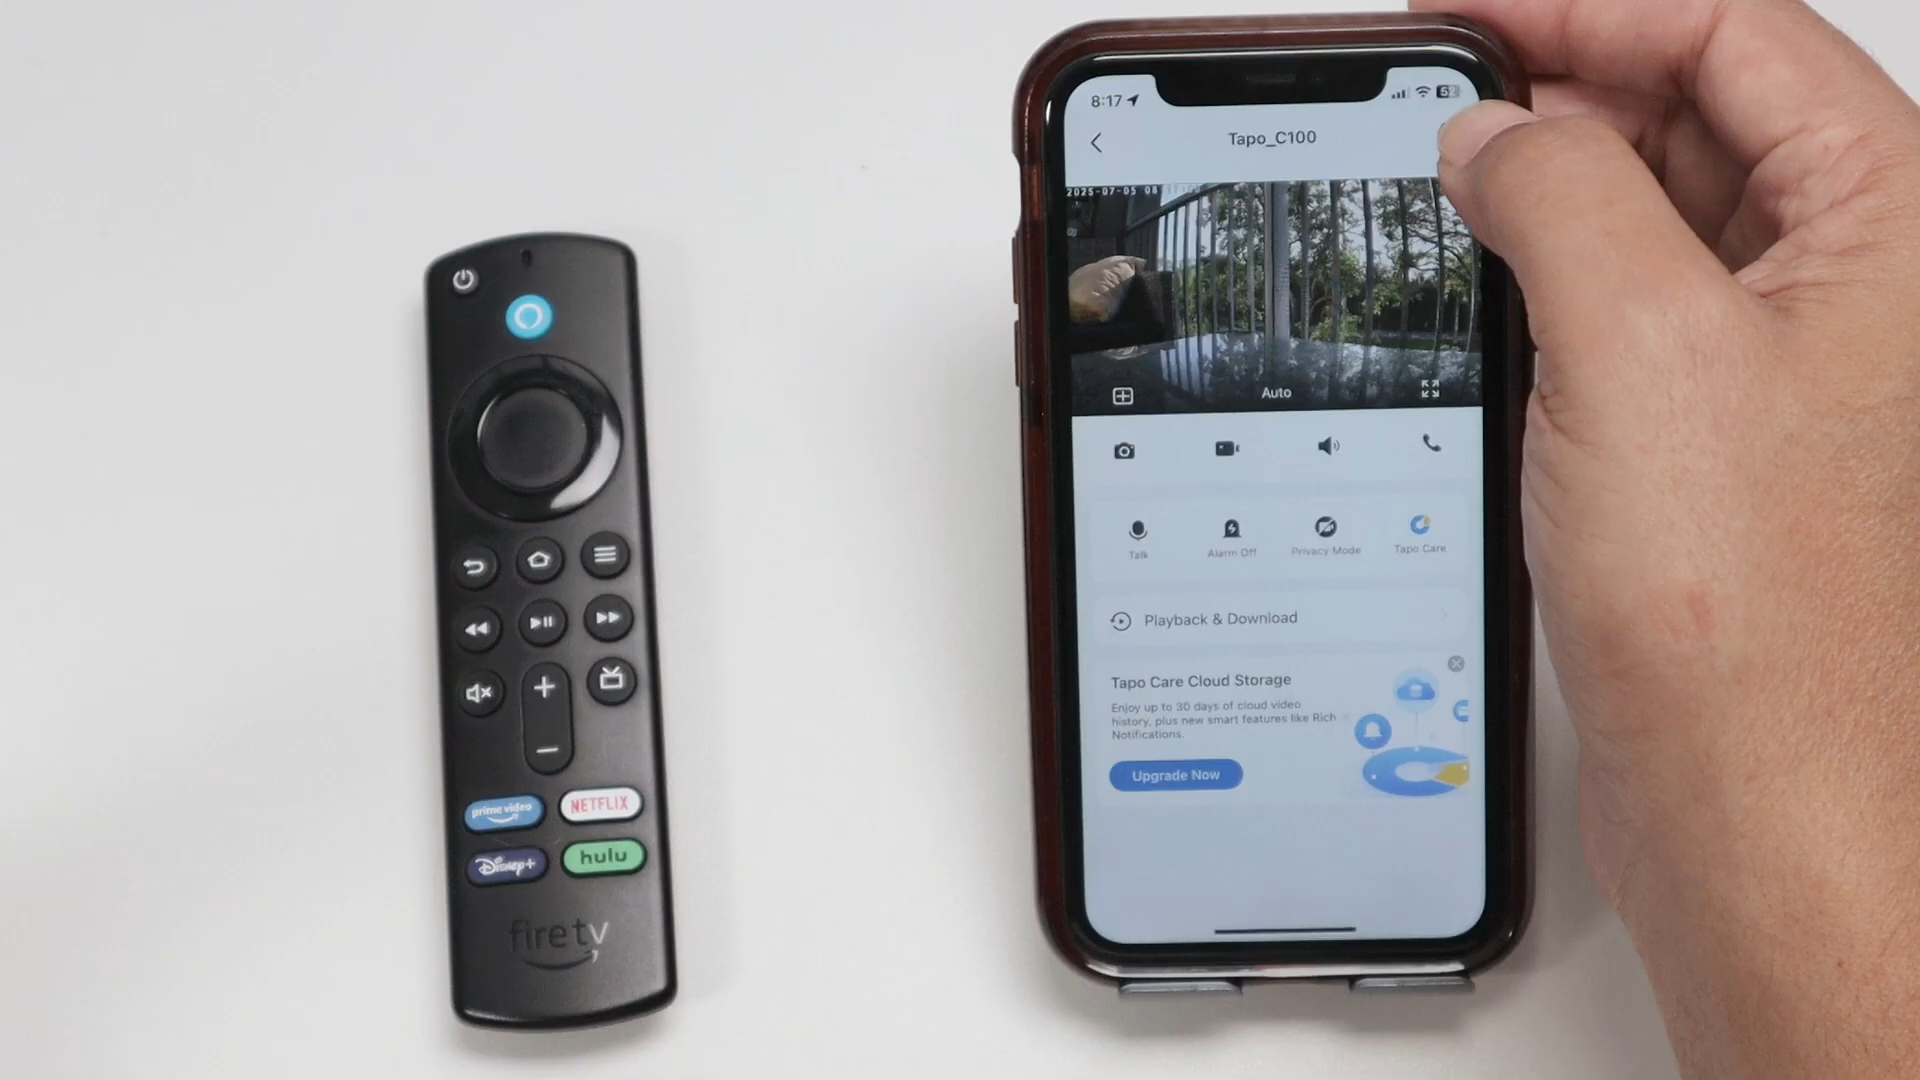 prime video
NETFLIX
Disney+
hulu
fire tv
8:17
52
Tapo_C100
2025-07-05 08
Auto
Talk
Alarm Off
Privacy Mode
Tapo Care
Playback & Download
Tapo Care Cloud Storage
Enjoy up to 30 days of cloud video
history, plus new smart features like Rich
Notifications.
Upgrade Now